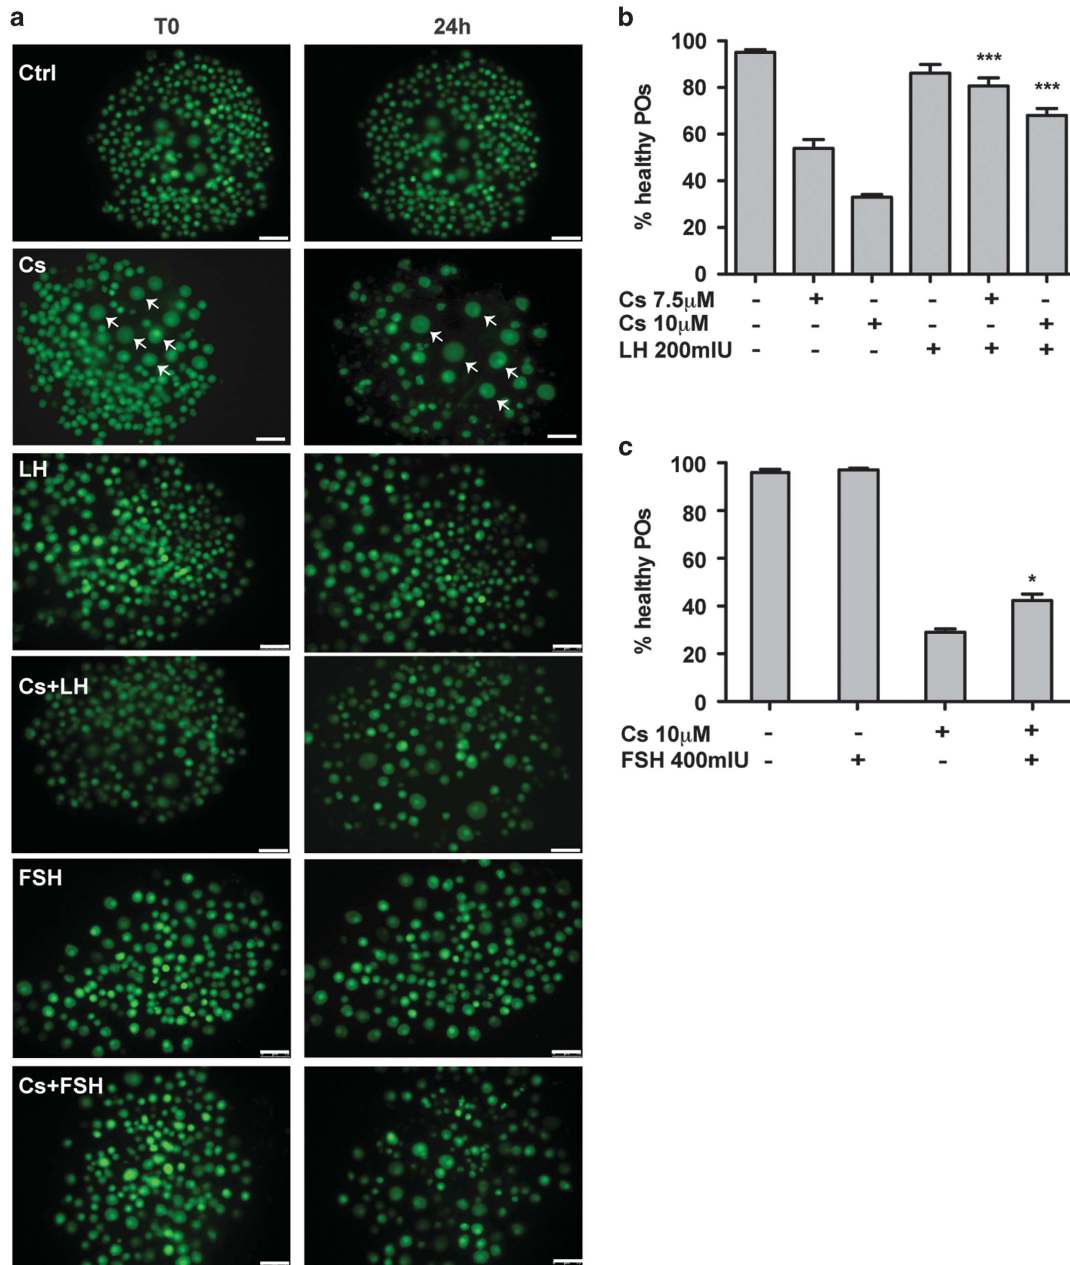 a
T0 24h
Ctrl
Cs
LH
Cs+LH
FSH
Cs+FSH
b
% healthy POs
100
80
60
40
20
0
*** ***
Cs 7.5μM - + - - + -
Cs 10μM - - + - - +
LH 200mIU - - - + + +
c
% healthy POs
100
80
60
40
20
0
*
Cs 10μM - - + +
FSH 400mIU - + - +